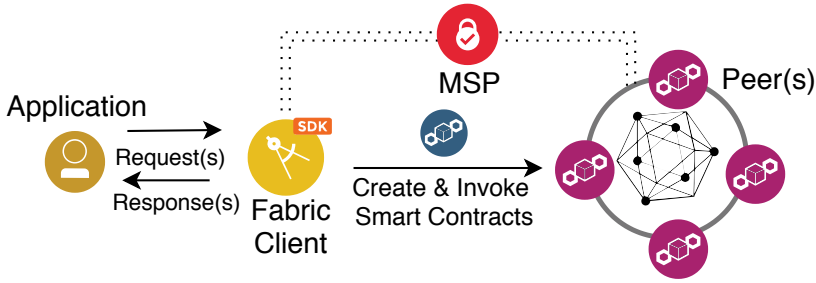 Application
Request(s)
Response(s)
SDK
Fabric
Client
MSP
Create & Invoke
Smart Contracts
Peer(s)